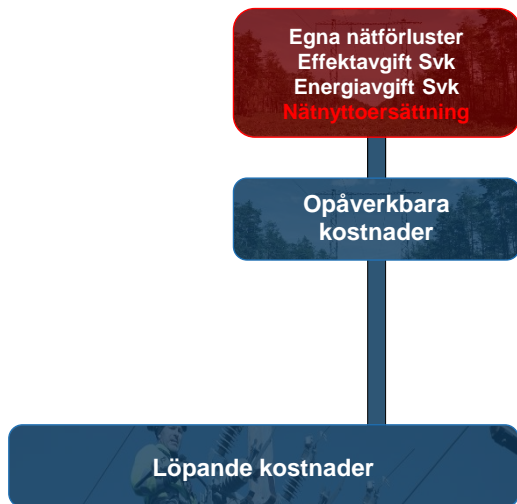 Egna nätförluster
Effektavgift Svk
Energiavgift Svk
Nätnyttoersättning
Opåverkbara
kostnader
Löpande kostnader